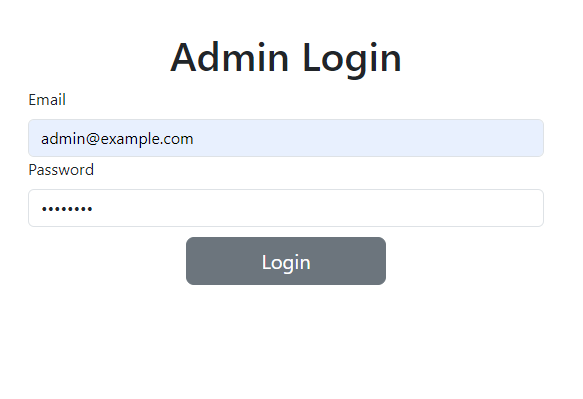 Admin Login
Email
admin@example.com
Password
••••••••
Login